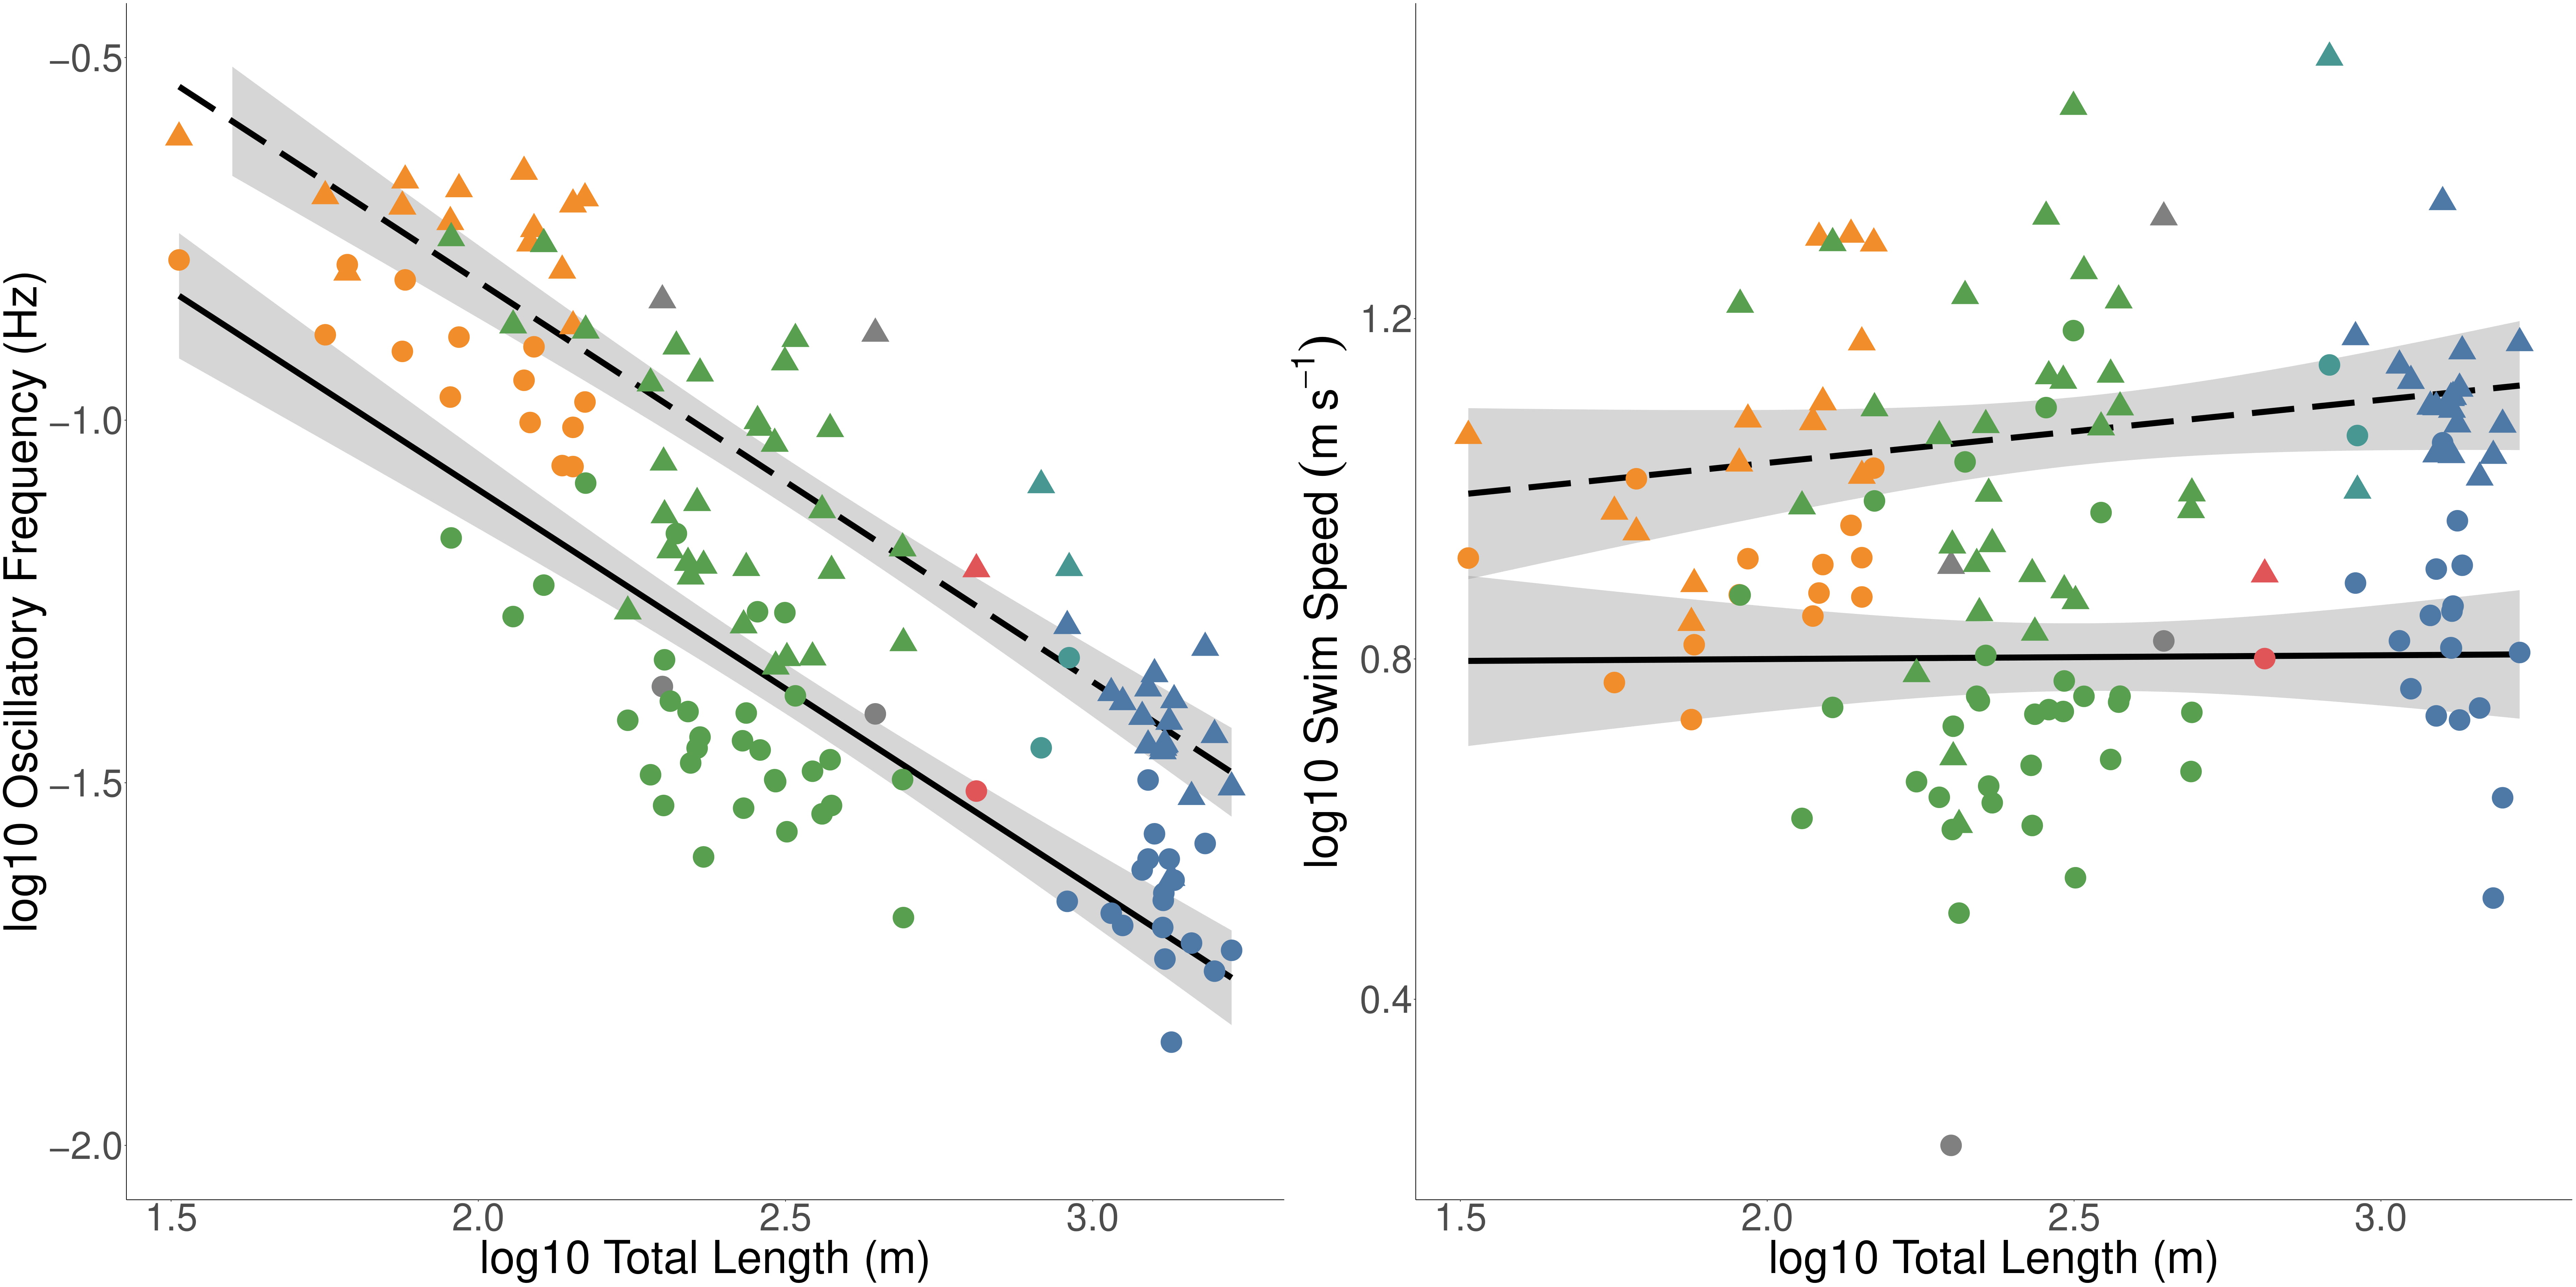 log10 Oscillatory Frequency (Hz)
−0.5
−1.0
−1.5
−2.0
1.5 2.0 2.5 3.0
log10 Total Length (m)
log10 Swim Speed (m s⁻¹)
1.2
0.8
0.4
1.5 2.0 2.5 3.0
log10 Total Length (m)